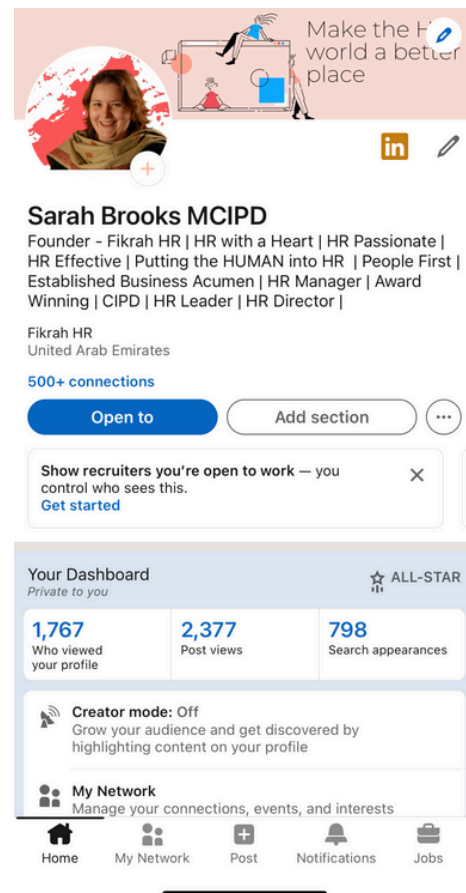 Make the H
world a better
place
in
Sarah Brooks MCIPD
Founder - Fikrah HR | HR with a Heart | HR Passionate |
HR Effective | Putting the HUMAN into HR | People First |
Established Business Acumen | HR Manager | Award
Winning | CIPD | HR Leader | HR Director |
Fikrah HR
United Arab Emirates
500+ connections
Open to
Add section
Show recruiters you're open to work — you
control who sees this.
Get started
Your Dashboard
ALL-STAR
Private to you
1,767
2,377
798
Who viewed
your profile
Post views
Search appearances
Creator mode: Off
Grow your audience and get discovered by
highlighting content on your profile
My Network
Manage your connections, events, and interests
Home
My Network
Post
Notifications
Jobs